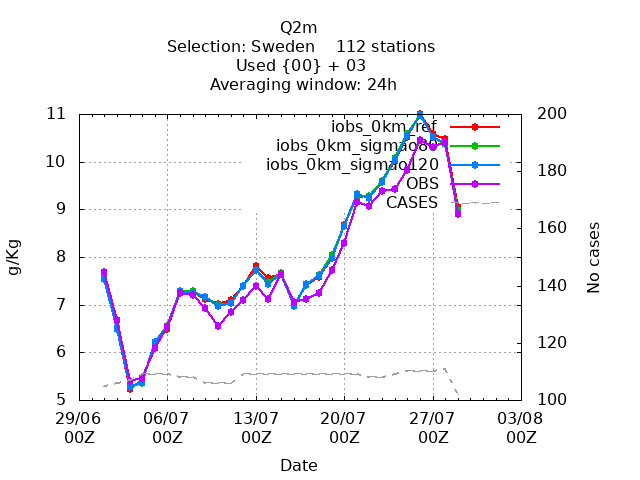 Q2m
Selection: Sweden    112 stations
Used {00} + 03
Averaging window: 24h
11
10
9
8
7
6
5
g/Kg
iobs_0km_ref
iobs_0km_sigmao80
iobs_0km_sigmao120
OBS
CASES
200
180
160
140
120
100
No cases
29/06 06/07 13/07 20/07 27/07 03/08
00Z 00Z 00Z 00Z 00Z 00Z
Date